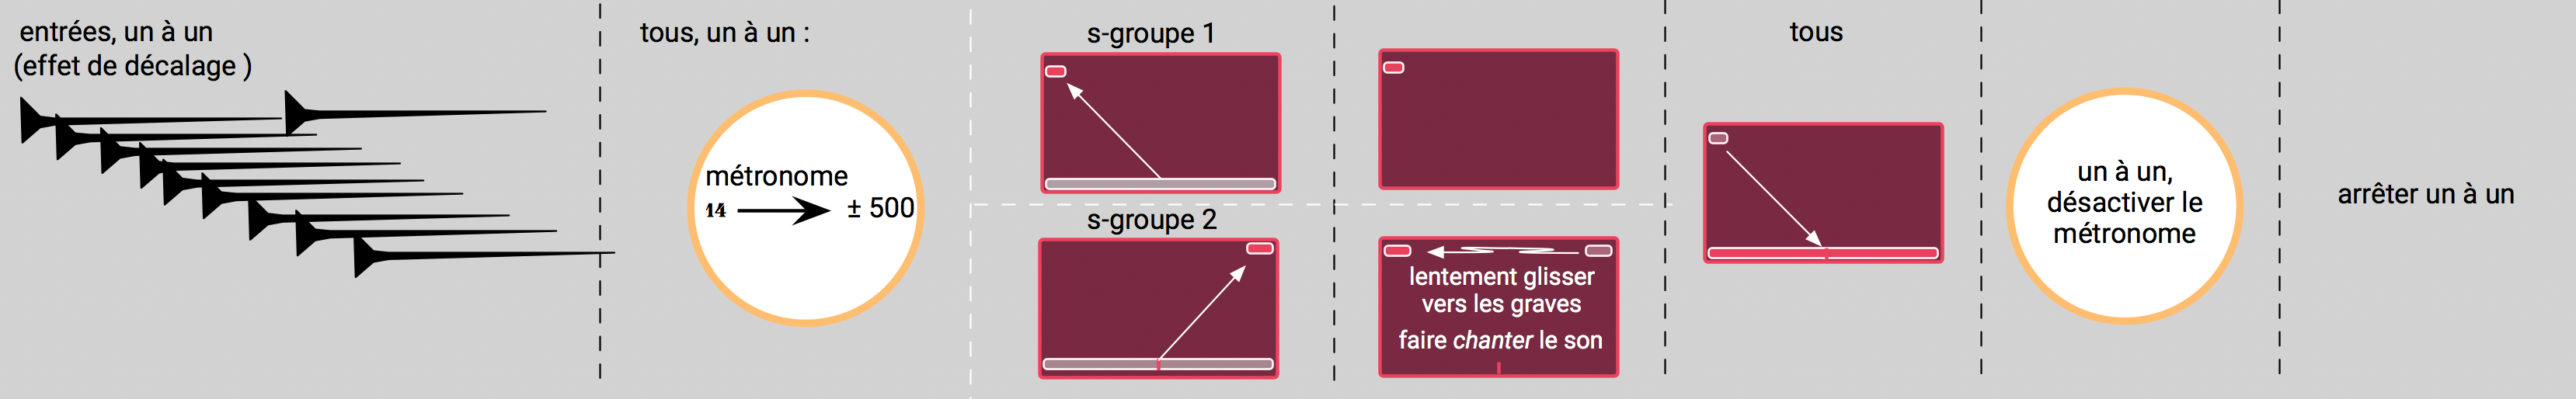 entrées, un à un
(effet de décalage )
tous, un à un :
métronome
14 ± 500
s-groupe 1
s-groupe 2
lentement glisser
vers les graves
faire chanter le son
tous
un à un,
désactiver le
métronome
arrêter un à un